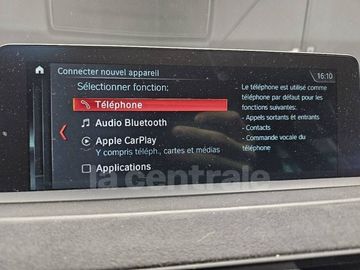 Connecter nouvel appareil
16:10
Sélectionner fonction:
Téléphone
Audio Bluetooth
Apple CarPlay
Y compris téléph., cartes et médias
Applications
Le téléphone est utilisé comme
téléphone par défaut pour les
fonctions suivantes :
- Appels sortants et entrants
- Contacts
- Commande vocale du
téléphone
la centrale